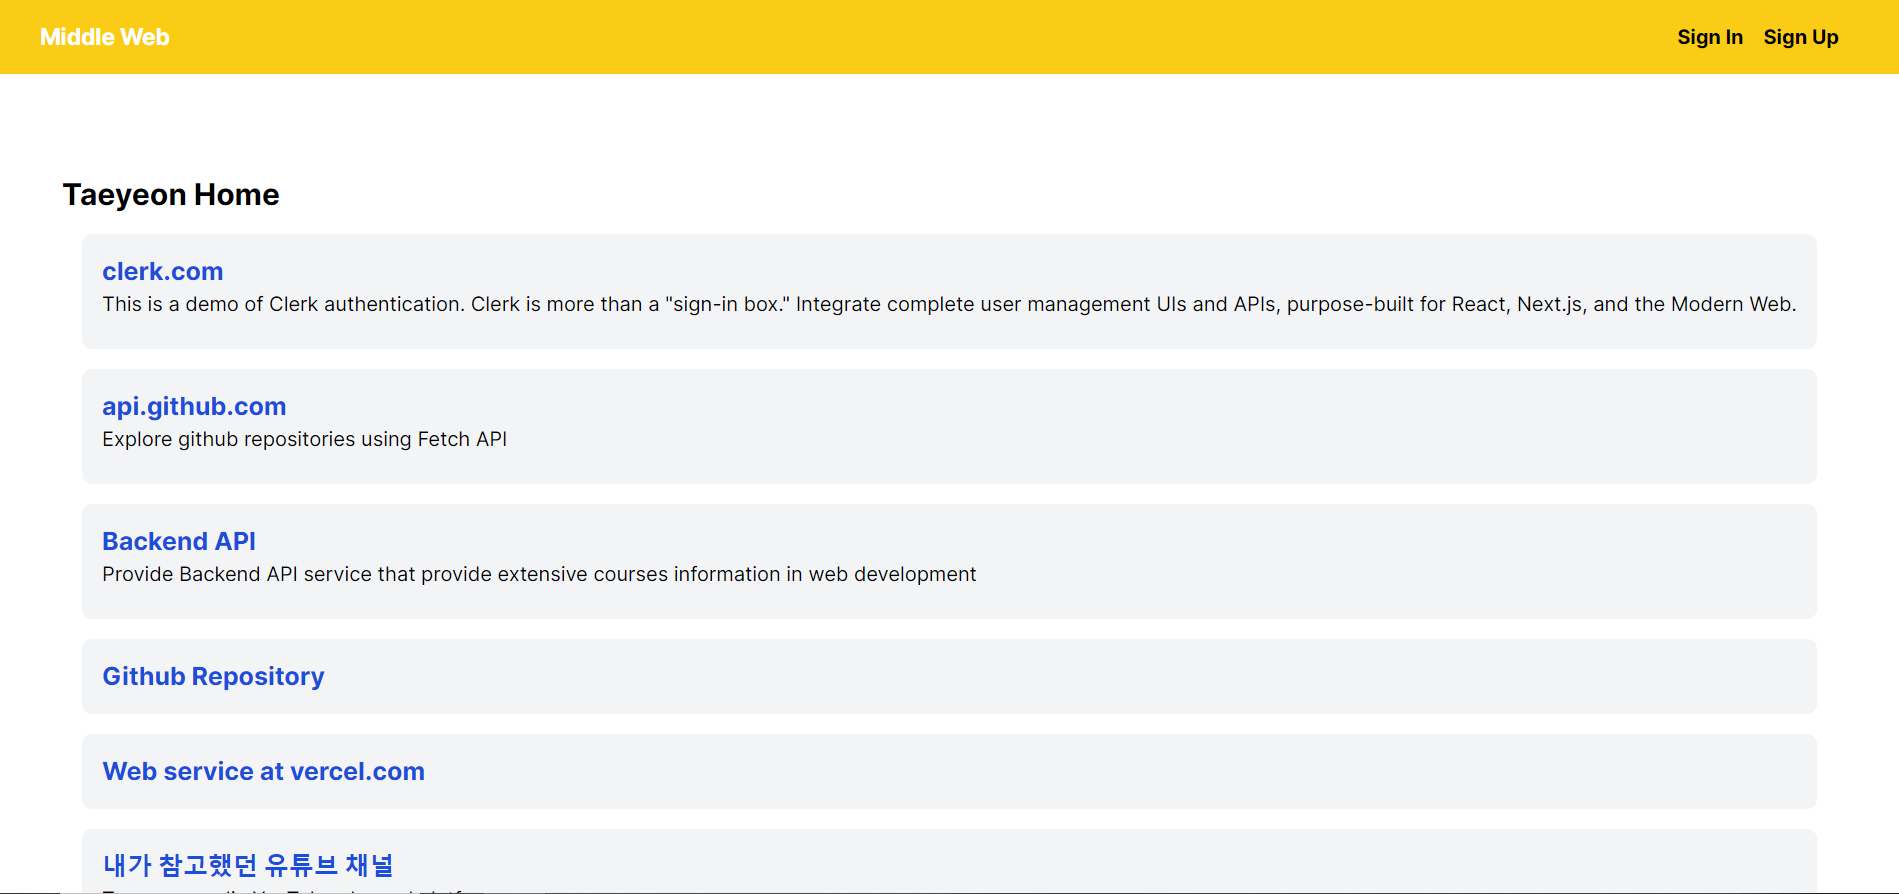 Middle Web
Sign In Sign Up
Taeyeon Home
clerk.com
This is a demo of Clerk authentication. Clerk is more than a "sign-in box." Integrate complete user management UIs and APIs, purpose-built for React, Next.js, and the Modern Web.
api.github.com
Explore github repositories using Fetch API
Backend API
Provide Backend API service that provide extensive courses information in web development
Github Repository
Web service at vercel.com
내가 참고했던 유튜브 채널